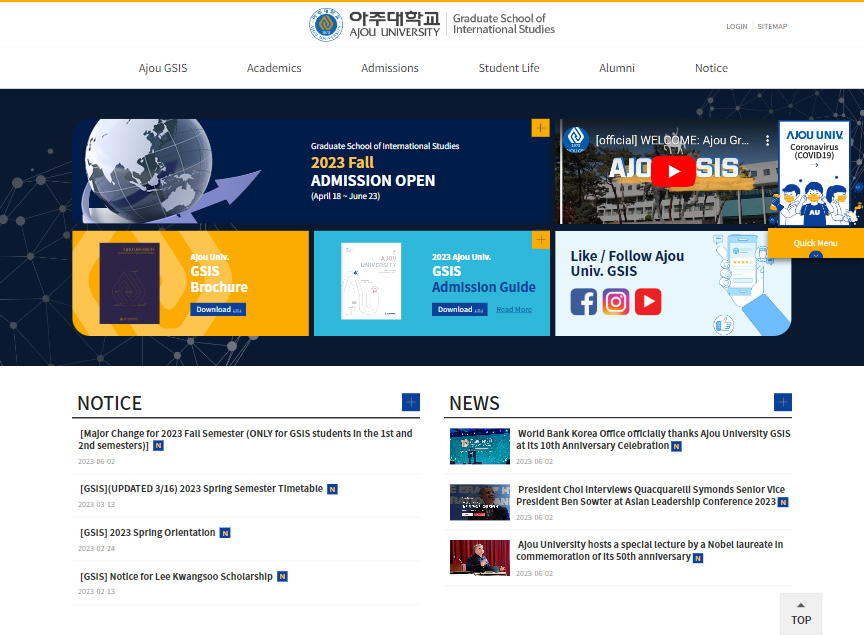 아주대학교
AJOU UNIVERSITY
Graduate School of
International Studies
LOGIN
SITEMAP
Ajou GSIS
Academics
Admissions
Student Life
Alumni
Notice
Graduate School of International Studies
2023 Fall
ADMISSION OPEN
(April 18 ~ June 23)
[official] WELCOME: Ajou Gr...
AJOU GSIS
AJOU UNIV.
Coronavirus
(COVID19)
AU
Quick Menu
Ajou Univ.
GSIS
Brochure
Download
AJOU
UNIVERSITY
2023 Ajou Univ.
GSIS
Admission Guide
Download
Read More
Like / Follow Ajou
Univ. GSIS
NOTICE
[Major Change for 2023 Fall Semester (ONLY for GSIS students in the 1st and
2nd semesters)] N
2023-06-02
[GSIS](UPDATED 3/16) 2023 Spring Semester Timetable N
2023-03-13
[GSIS] 2023 Spring Orientation N
2023-02-24
[GSIS] Notice for Lee Kwangsoo Scholarship N
2023-02-13
NEWS
World Bank Korea Office officially thanks Ajou University GSIS
at its 10th Anniversary Celebration N
2023-06-02
President Choi Interviews Quacquarelli Symonds Senior Vice
President Ben Sowter at Asian Leadership Conference 2023 N
2023-06-02
Ajou University hosts a special lecture by a Nobel laureate in
commemoration of its 50th anniversary N
2023-06-02
TOP